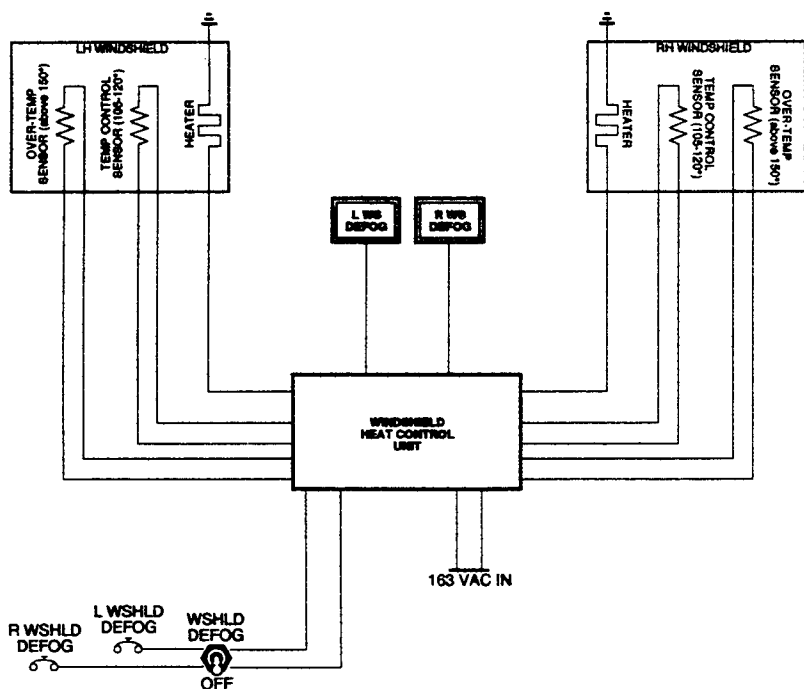 LH WINDSHIELD
OVER-TEMP
SENSOR (above 150°)
TEMP CONTROL
SENSOR (105-120°)
HEATER
RH WINDSHIELD
HEATER
TEMP CONTROL
SENSOR (105-120°)
OVER-TEMP
SENSOR (above 150°)
L WS
DEFOG
R WS
DEFOG
WINDSHIELD
HEAT CONTROL
UNIT
163 VAC IN
L WSHLD
DEFOG
WSHLD
DEFOG
R WSHLD
DEFOG
OFF